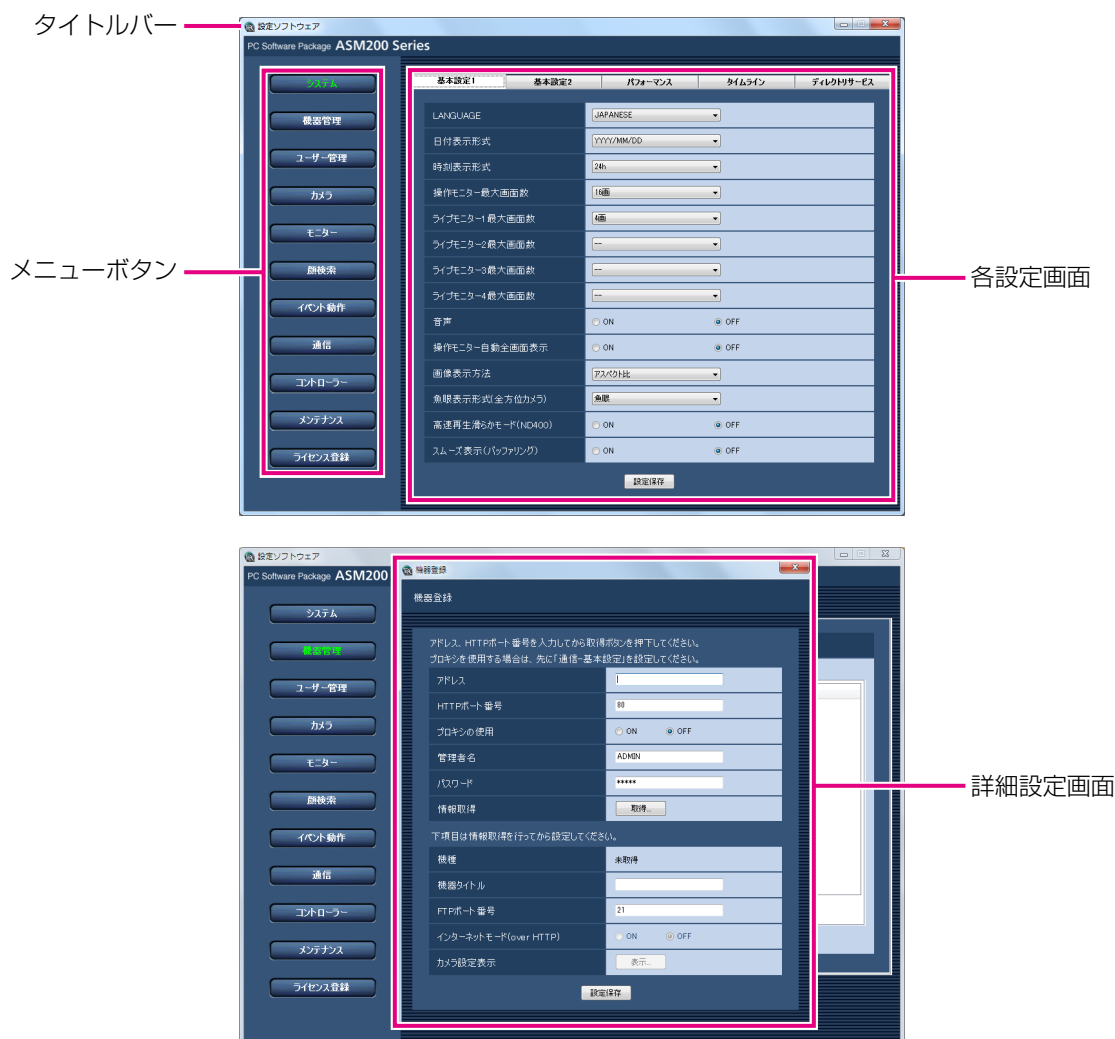 タイトルバー
設定ソフトウェア
PC Software Package ASM200 Series
メニューボタン
システム
機器管理
ユーザー管理
カメラ
モニター
顔検索
イベント動作
通信
コントローラー
メンテナンス
ライセンス登録
基本設定1 基本設定2 パフォーマンス タイムライン ディレクトリサービス
LANGUAGE JAPANESE
日付表示形式 YYYY/MM/DD
時刻表示形式 24h
操作モニター最大画面数 16画
ライブモニター1最大画面数 4画
ライブモニター2最大画面数 --
ライブモニター3最大画面数 --
ライブモニター4最大画面数 --
音声 ON OFF
操作モニター自動全画面表示 ON OFF
画像表示方法 アスペクト比
魚眼表示形式(全方位カメラ) 魚眼
高速再生滑らかモード(ND400) ON OFF
スムーズ表示(バッファリング) ON OFF
設定保存
各設定画面
設定ソフトウェア
PC Software Package ASM200
システム
機器管理
ユーザー管理
カメラ
モニター
顔検索
イベント動作
通信
コントローラー
メンテナンス
ライセンス登録
機器登録
機器登録
アドレス、HTTPポート番号を入力してから取得ボタンを押下してください。
プロキシを使用する場合は、先に「通信-基本設定」を設定してください。
アドレス
HTTPポート番号 80
プロキシの使用 ON OFF
管理者名 ADMIN
パスワード *****
情報取得 取得...
下項目は情報取得を行ってから設定してください。
機種 未取得
機器タイトル
FTPポート番号 21
インターネットモード(over HTTP) ON OFF
カメラ設定表示 表示...
設定保存
詳細設定画面